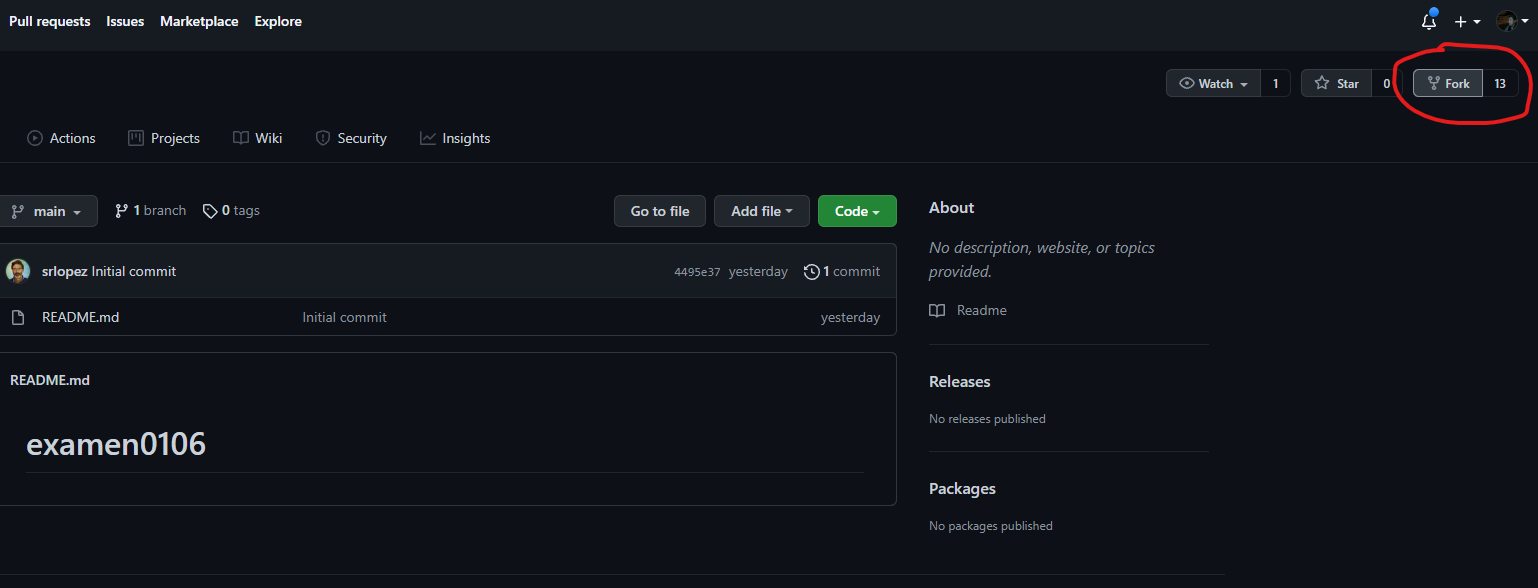 Pull requests Issues Marketplace Explore
Watch 1 Star 0 Fork 13
Actions Projects Wiki Security Insights
main 1 branch 0 tags Go to file Add file Code
srlopez Initial commit 4495e37 yesterday 1 commit
README.md Initial commit yesterday
README.md
examen0106
About
No description, website, or topics
provided.
Readme
Releases
No releases published
Packages
No packages published